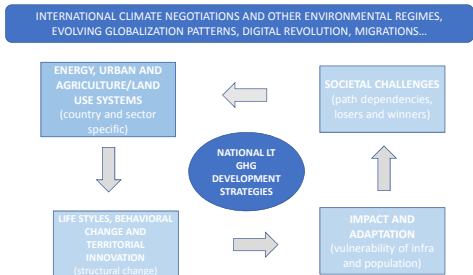 INTERNATIONAL CLIMATE NEGOTIATIONS AND OTHER ENVIRONMENTAL REGIMES,
EVOLVING GLOBALIZATION PATTERNS, DIGITAL REVOLUTION, MIGRATIONS…
ENERGY, URBAN AND
AGRICULTURE/LAND
USE SYSTEMS
(country and sector
specific)
SOCIETAL CHALLENGES
(path dependencies,
losers and winners)
NATIONAL LT
GHG
DEVELOPMENT
STRATEGIES
LIFE STYLES, BEHAVIORAL
CHANGE AND
TERRITORIAL
INNOVATION
(structural change)
IMPACT AND
ADAPTATION
(vulnerability of infra
and population)